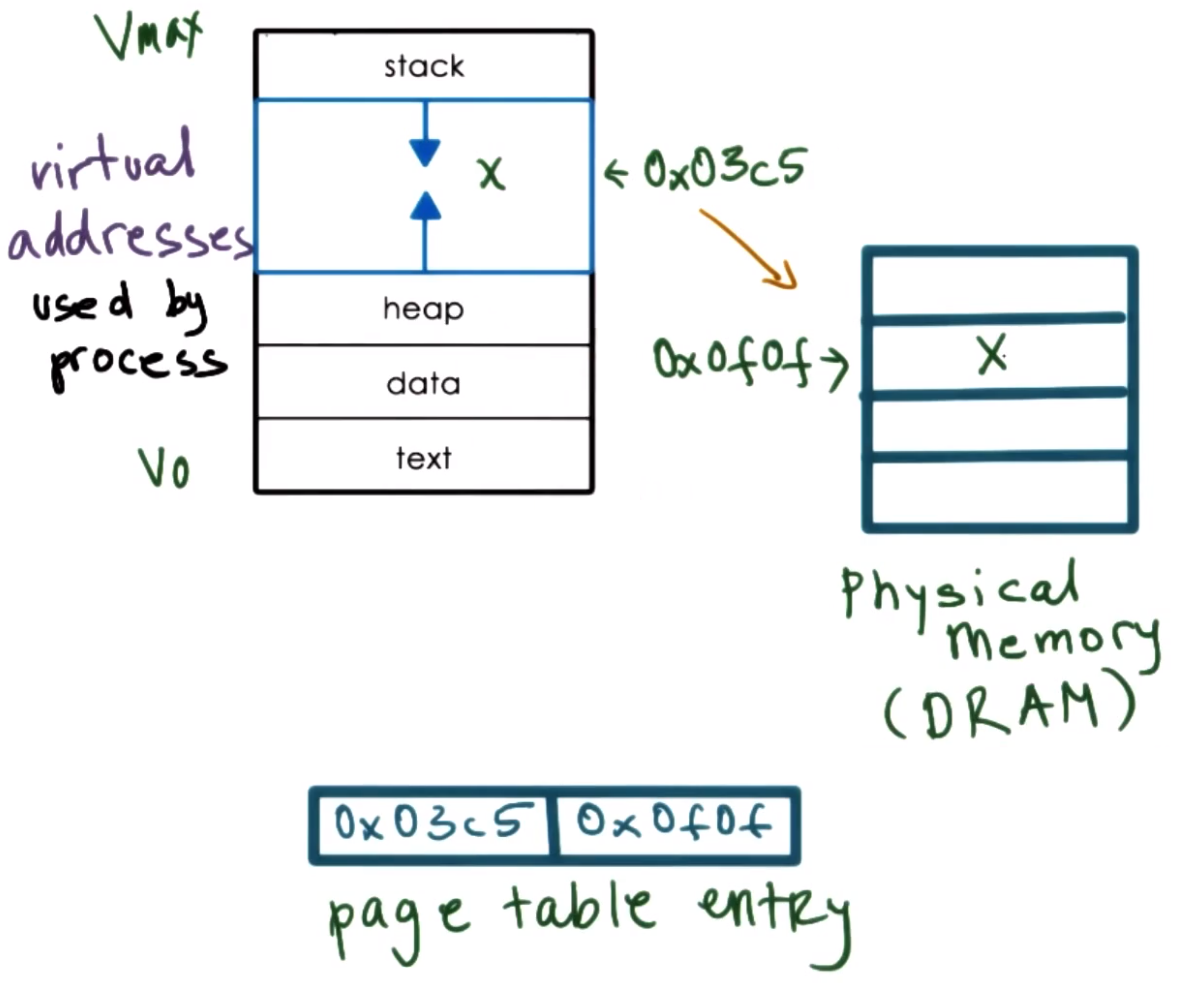 Vmax
stack
virtual
addresses
used by
process
X
← 0x03c5
heap
data
text
V0
0x0f0f →
X
Physical
Memory
(DRAM)
0x03c5 0x0f0f
page table entry